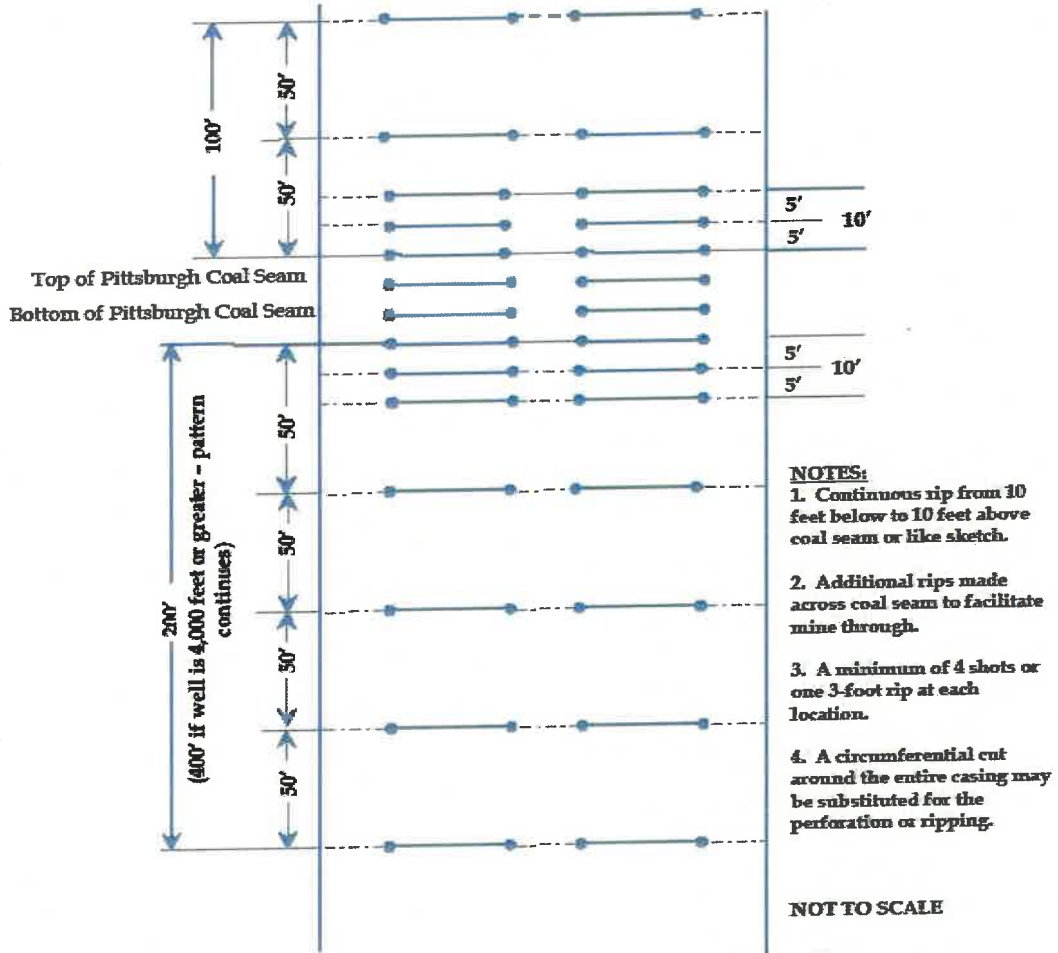 100'
50'
50'
5'
5'
10'
Top of Pittsburgh Coal Seam
Bottom of Pittsburgh Coal Seam
5'
5'
10'
200'
(400' if well is 4,000 feet or greater – pattern
continues)
50'
50'
50'
50'
NOTES:
1. Continuous rip from 10
feet below to 10 feet above
coal seam or like sketch.
2. Additional rips made
across coal seam to facilitate
mine through.
3. A minimum of 4 shots or
one 3-foot rip at each
location.
4. A circumferential cut
around the entire casing may
be substituted for the
perforation or ripping.
NOT TO SCALE